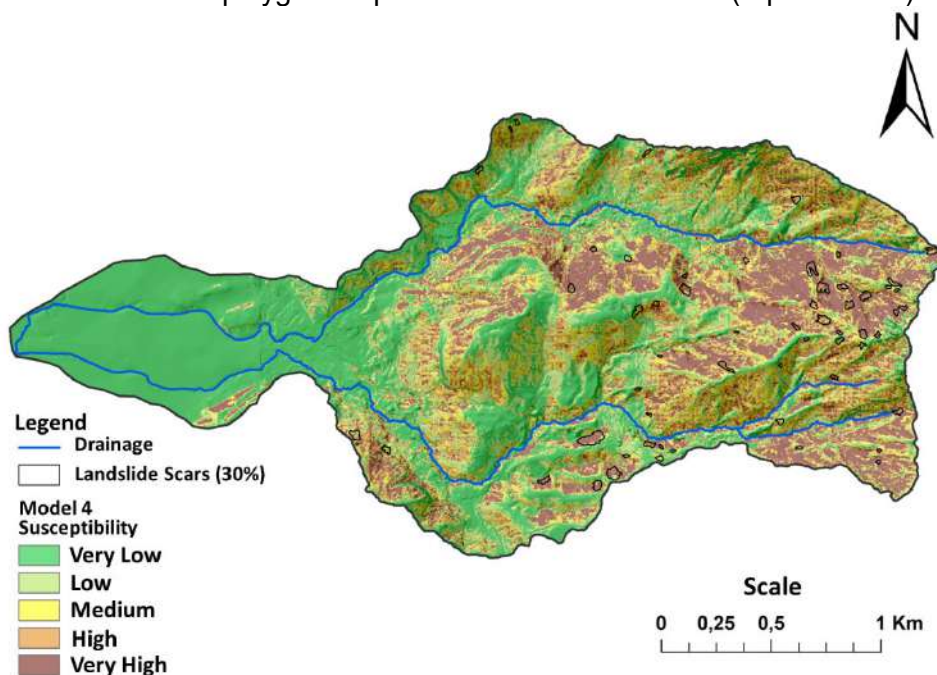 N
Legend
Drainage
Landslide Scars (30%)
Model 4
Susceptibility
Very Low
Low
Medium
High
Very High
Scale
0 0,25 0,5 1 Km